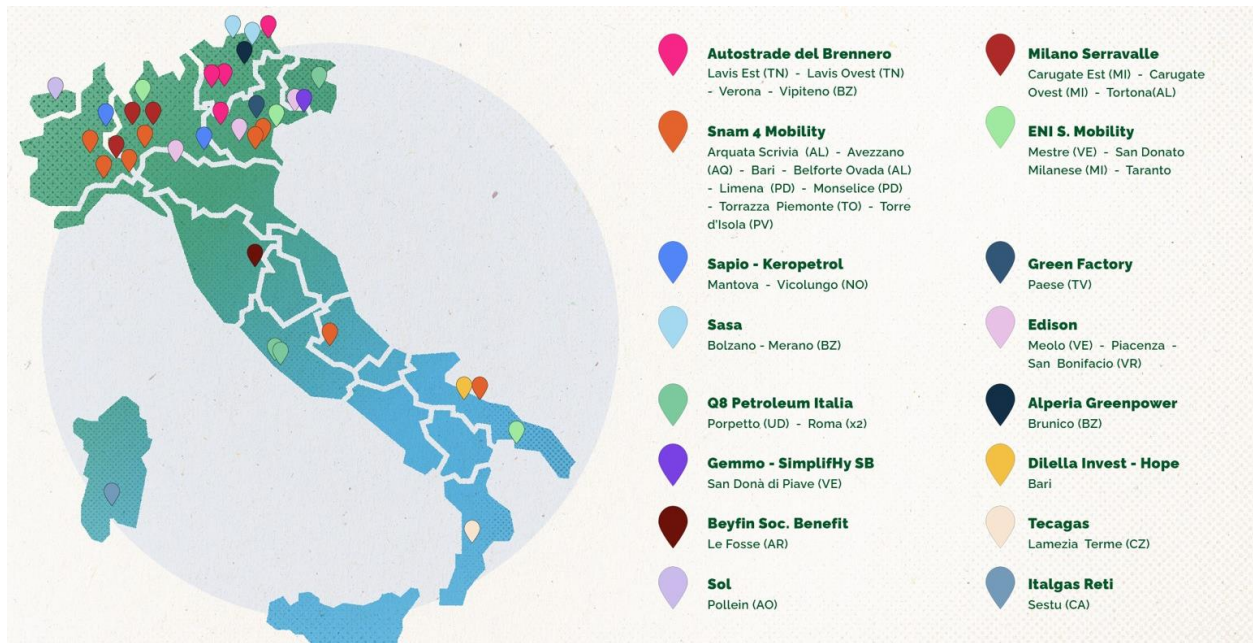 Autostrade del Brennero
Lavis Est (TN) - Lavis Ovest (TN)
- Verona - Vipiteno (BZ)
Snam 4 Mobility
Arquata Scrivia (AL) - Avezzano
(AQ) - Bari - Belforte Ovada (AL)
- Limena (PD) - Monselice (PD)
- Torrazza Piemonte (TO) - Torre
d'Isola (PV)
Sapio - Keropetrol
Mantova - Vicolungo (NO)
Sasa
Bolzano - Merano (BZ)
Q8 Petroleum Italia
Porpetto (UD) - Roma (x2)
Gemmo - SimplifHy SB
San Donà di Piave (VE)
Beyfin Soc. Benefit
Le Fosse (AR)
Sol
Pollein (AO)
Milano Serravalle
Carugate Est (MI) - Carugate
Ovest (MI) - Tortona(AL)
ENI S. Mobility
Mestre (VE) - San Donato
Milanese (MI) - Taranto
Green Factory
Paese (TV)
Edison
Meolo (VE) - Piacenza -
San Bonifacio (VR)
Alperia Greenpower
Brunico (BZ)
Dilella Invest - Hope
Bari
Tecagas
Lamezia Terme (CZ)
Italgas Reti
Sestu (CA)